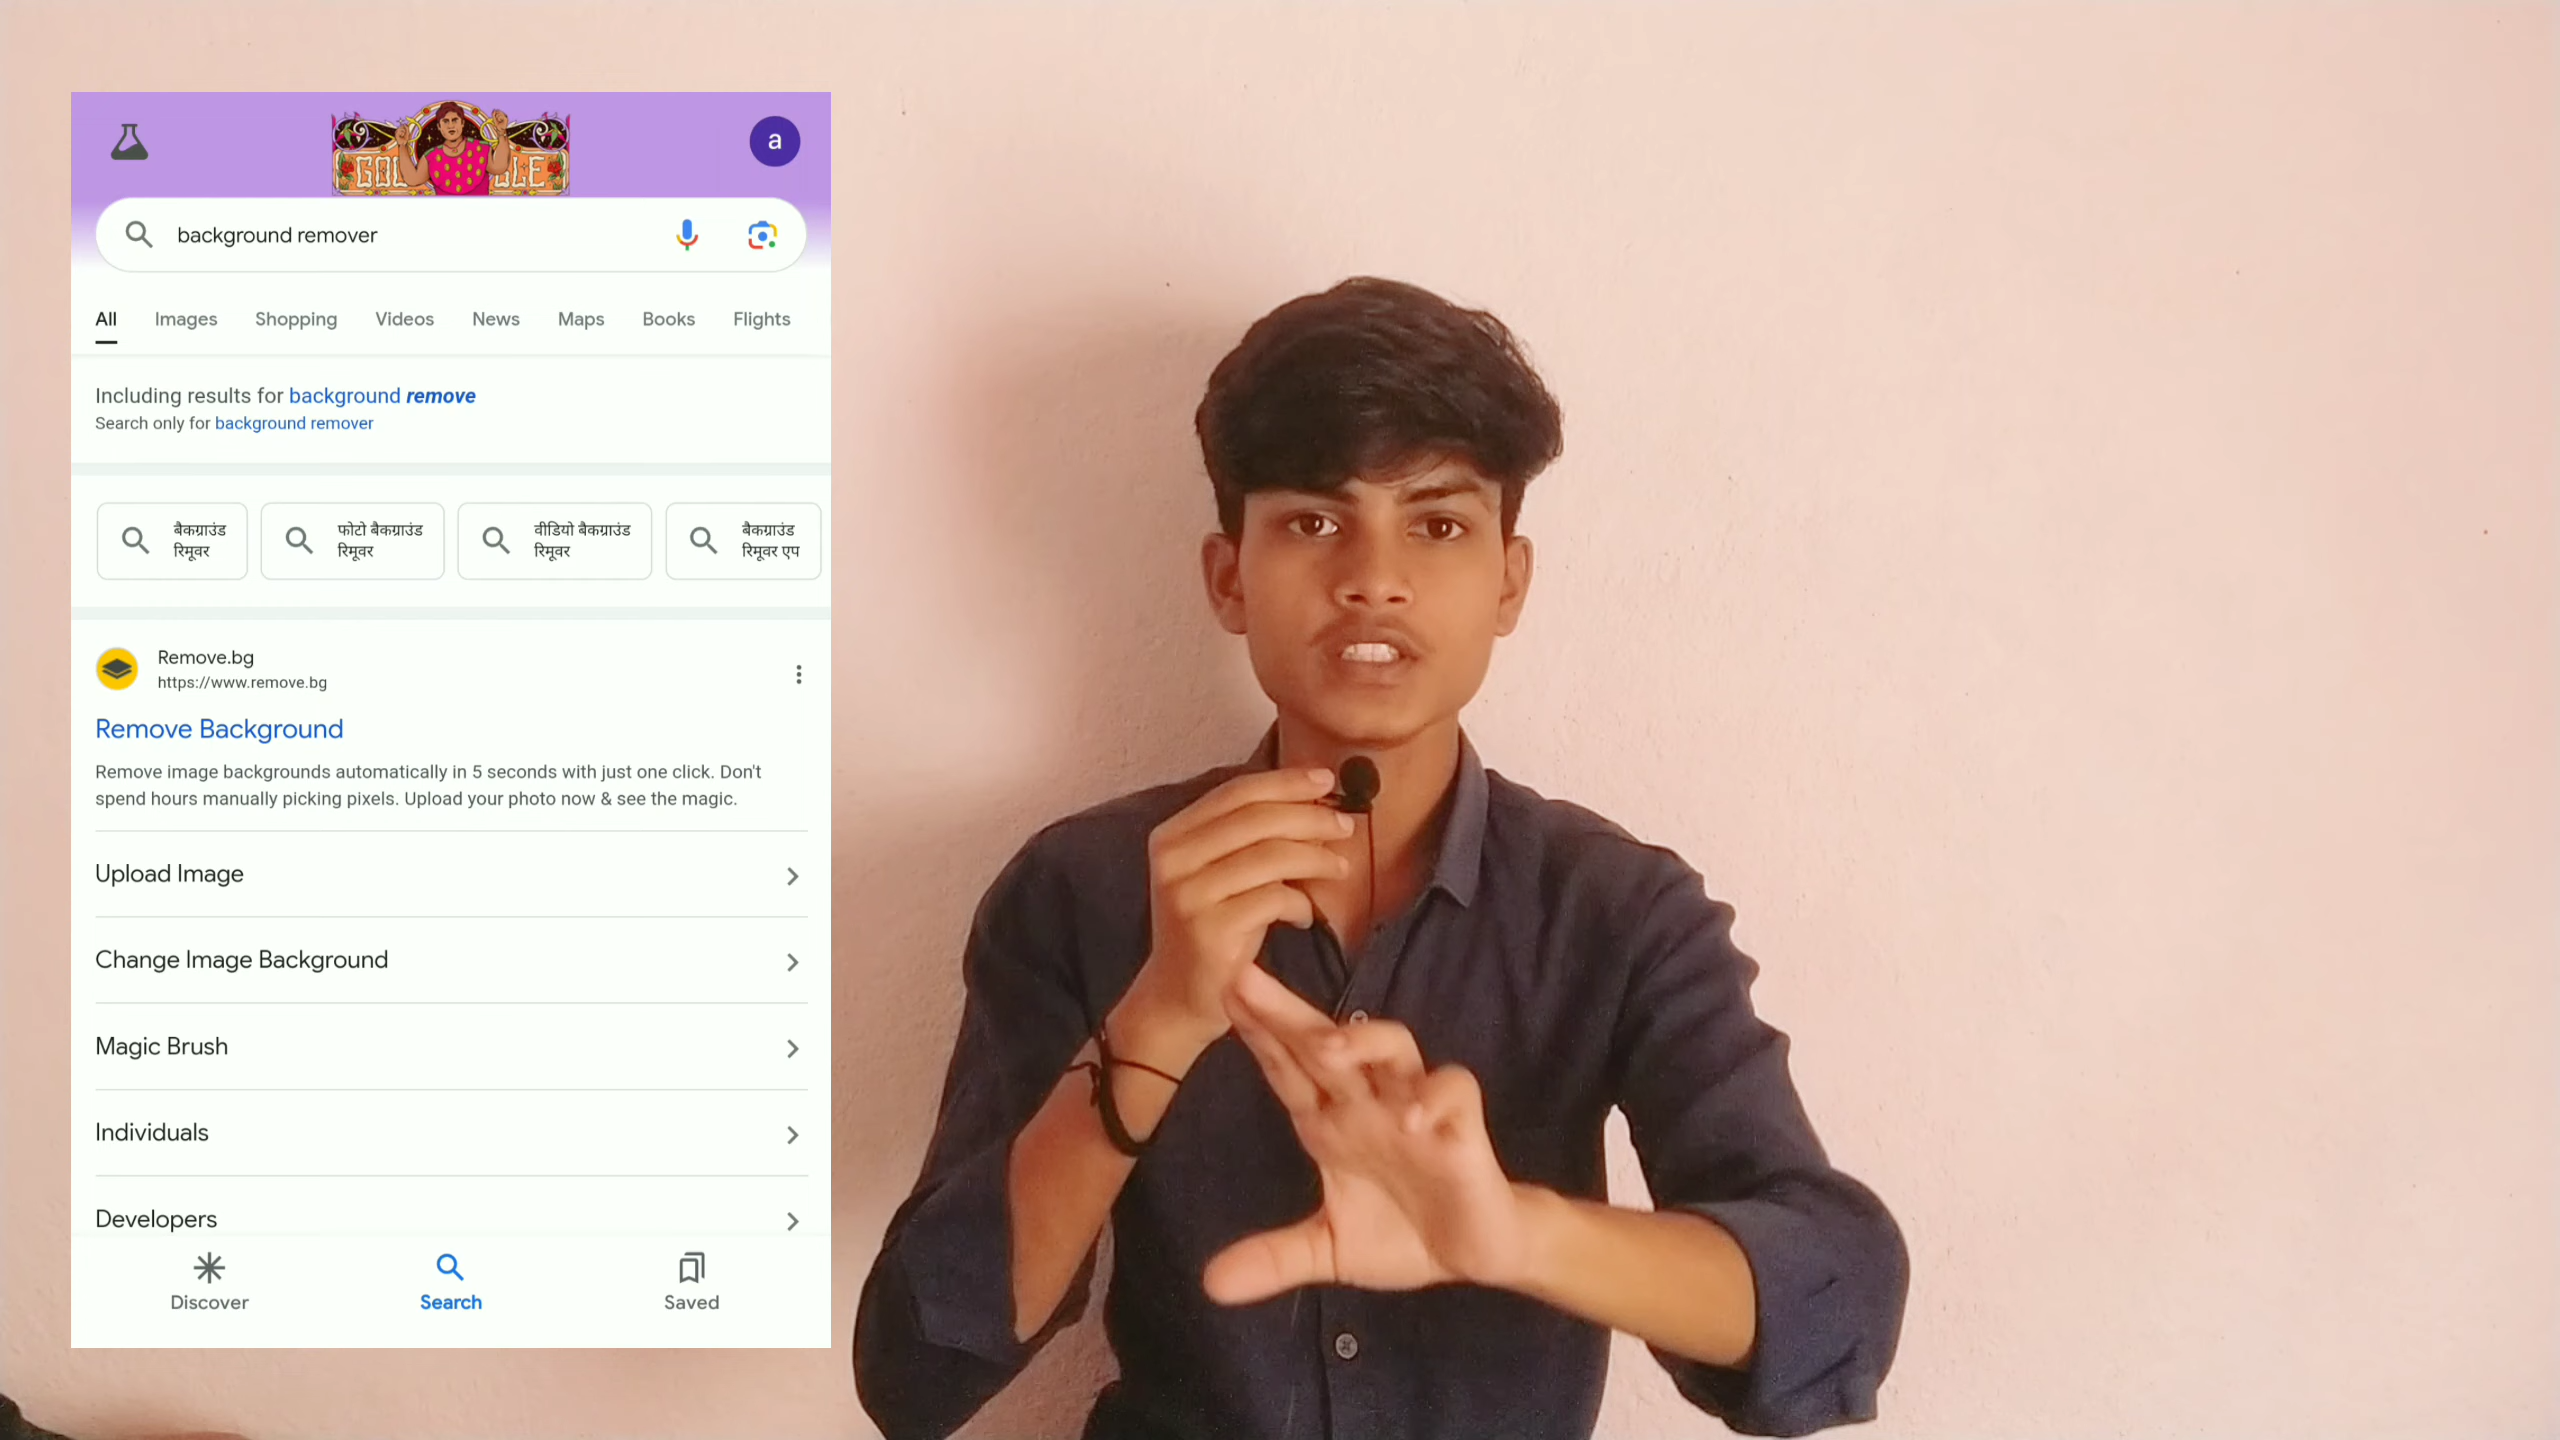 GOOGLE
a
background remover
All Images Shopping Videos News Maps Books Flights
Including results for background remove
Search only for background remover
बैकग्राउंड
रिमूवर
फोटो बैकग्राउंड
रिमूवर
वीडियो बैकग्राउंड
रिमूवर
बैकग्राउंड
रिमूवर एप
Remove.bg
https://www.remove.bg
Remove Background
Remove image backgrounds automatically in 5 seconds with just one click. Don't
spend hours manually picking pixels. Upload your photo now & see the magic.
Upload Image
Change Image Background
Magic Brush
Individuals
Developers
Discover Search Saved